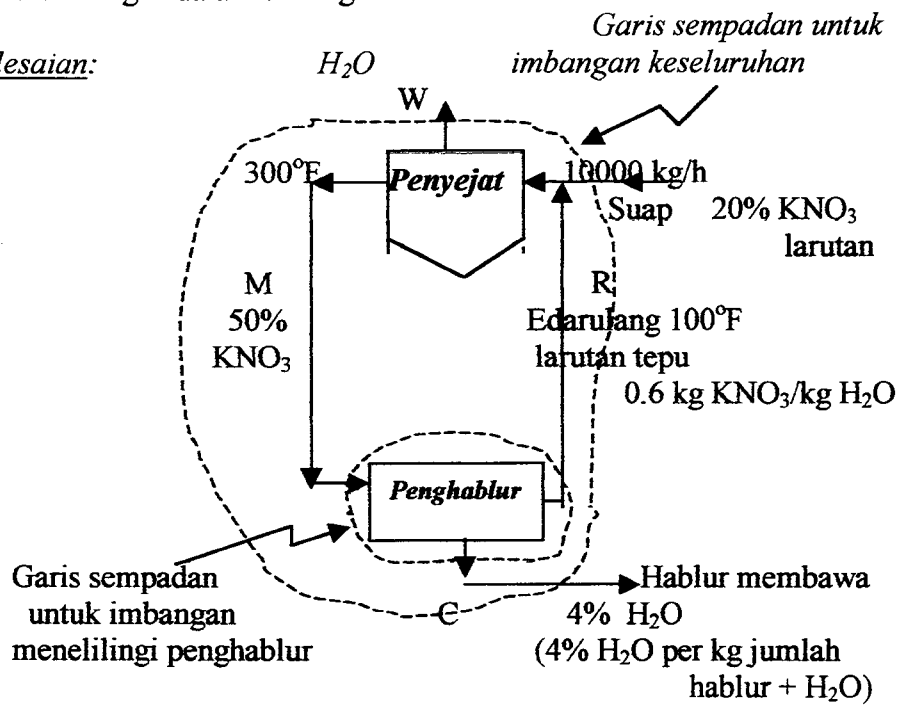 Garis sempadan untuk
imbangan keseluruhan
lesaian:
H₂O
W
300°F
Penyejat
10000 kg/h
Suap 20% KNO₃
larutan
M
50%
KNO₃
R
Edarulang 100°F
larutan tepu
0.6 kg KNO₃/kg H₂O
Penghablur
Garis sempadan
untuk imbangan
menelilingi penghablur
C
Hablur membawa
4% H₂O
(4% H₂O per kg jumlah
hablur + H₂O)